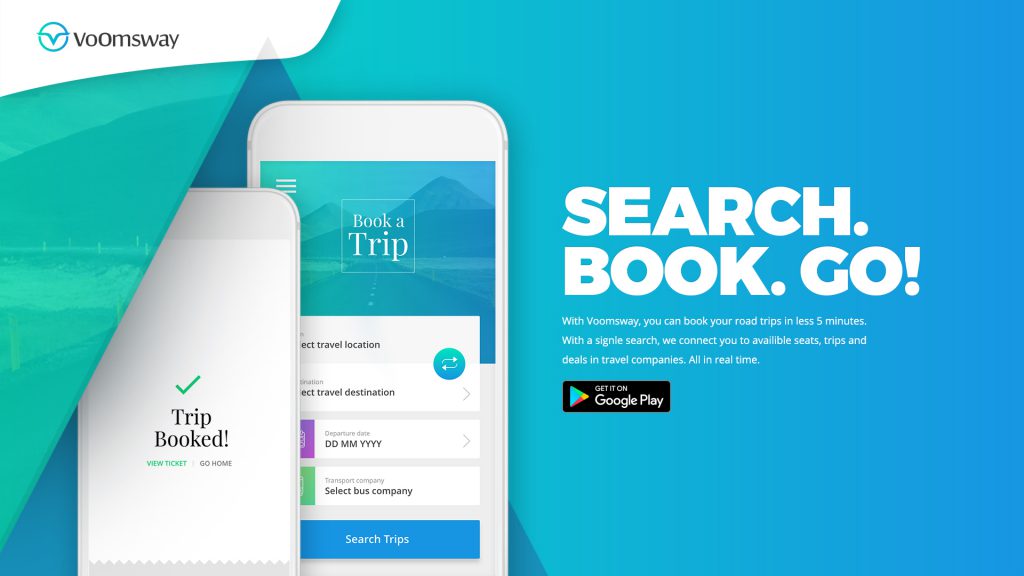 VoOmsway
Book a
Trip
ect travel location
tination
ect travel destination
Departure date
DD MM YYYY
Transport company
Select bus company
Search Trips
Trip
Booked!
VIEW TICKET | GO HOME
SEARCH.
BOOK. GO!
With Voomsway, you can book your road trips in less 5 minutes.
With a signle search, we connect you to availible seats, trips and
deals in travel companies. All in real time.
GET IT ON
Google Play